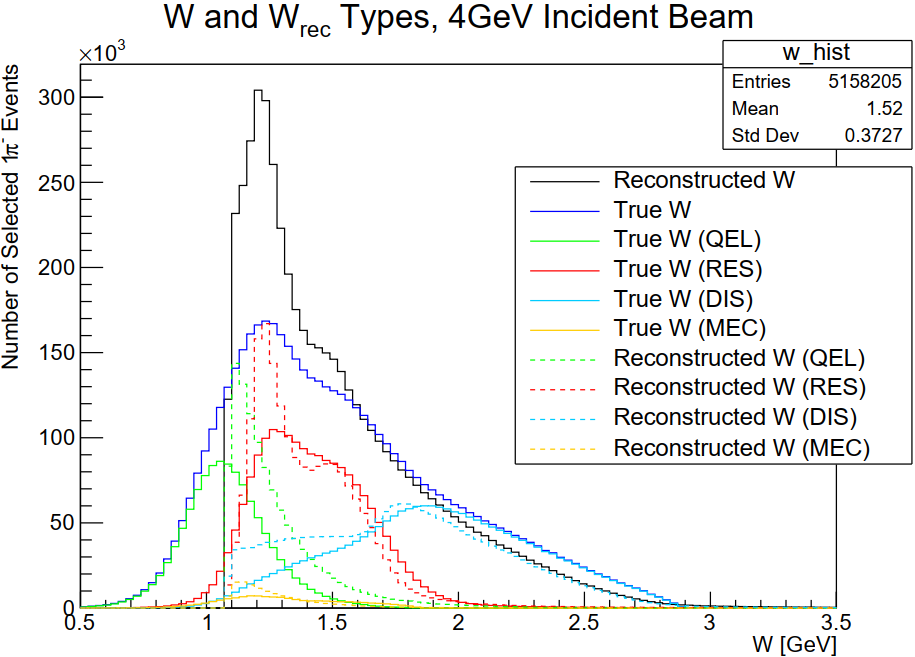 W and W_rec Types, 4GeV Incident Beam
×10³
w_hist
Entries 5158205
Mean 1.52
Std Dev 0.3727
Number of Selected 1π⁻ Events
300
250
200
150
100
50
0
Reconstructed W
True W
True W (QEL)
True W (RES)
True W (DIS)
True W (MEC)
Reconstructed W (QEL)
Reconstructed W (RES)
Reconstructed W (DIS)
Reconstructed W (MEC)
0.5 1 1.5 2 2.5 3 3.5
W [GeV]